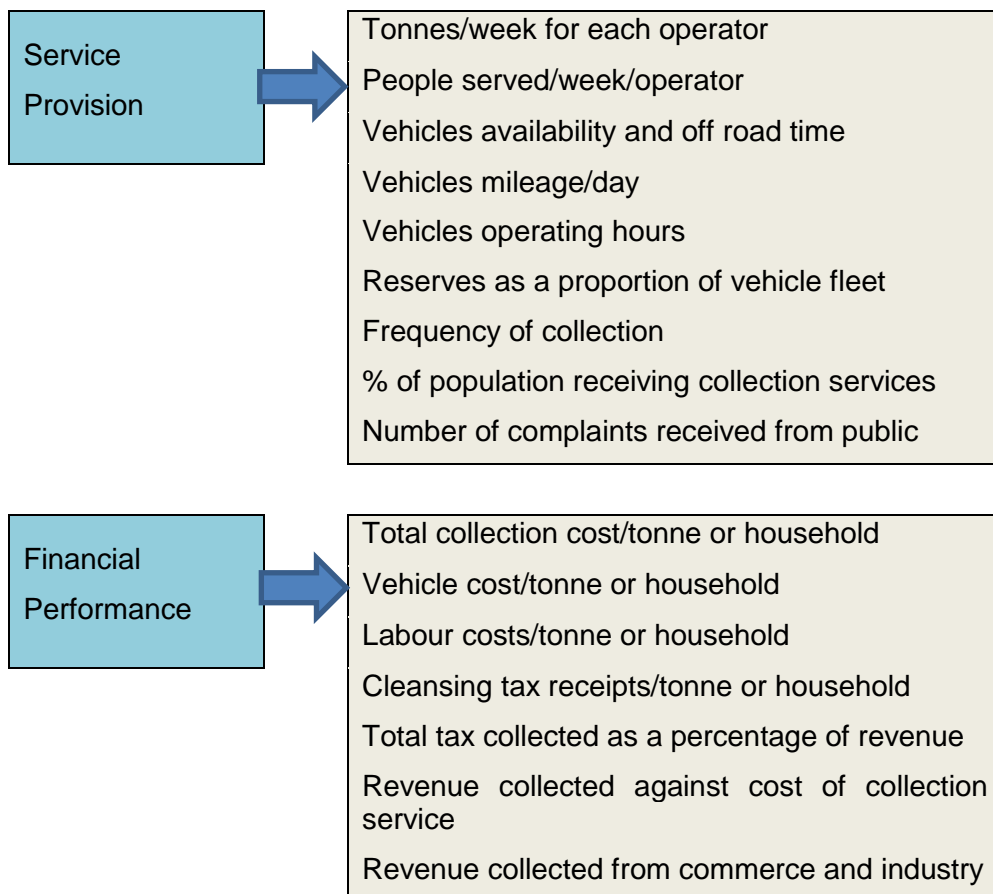 Service
Provision
Tonnes/week for each operator
People served/week/operator
Vehicles availability and off road time
Vehicles mileage/day
Vehicles operating hours
Reserves as a proportion of vehicle fleet
Frequency of collection
% of population receiving collection services
Number of complaints received from public
Financial
Performance
Total collection cost/tonne or household
Vehicle cost/tonne or household
Labour costs/tonne or household
Cleansing tax receipts/tonne or household
Total tax collected as a percentage of revenue
Revenue collected against cost of collection
service
Revenue collected from commerce and industry